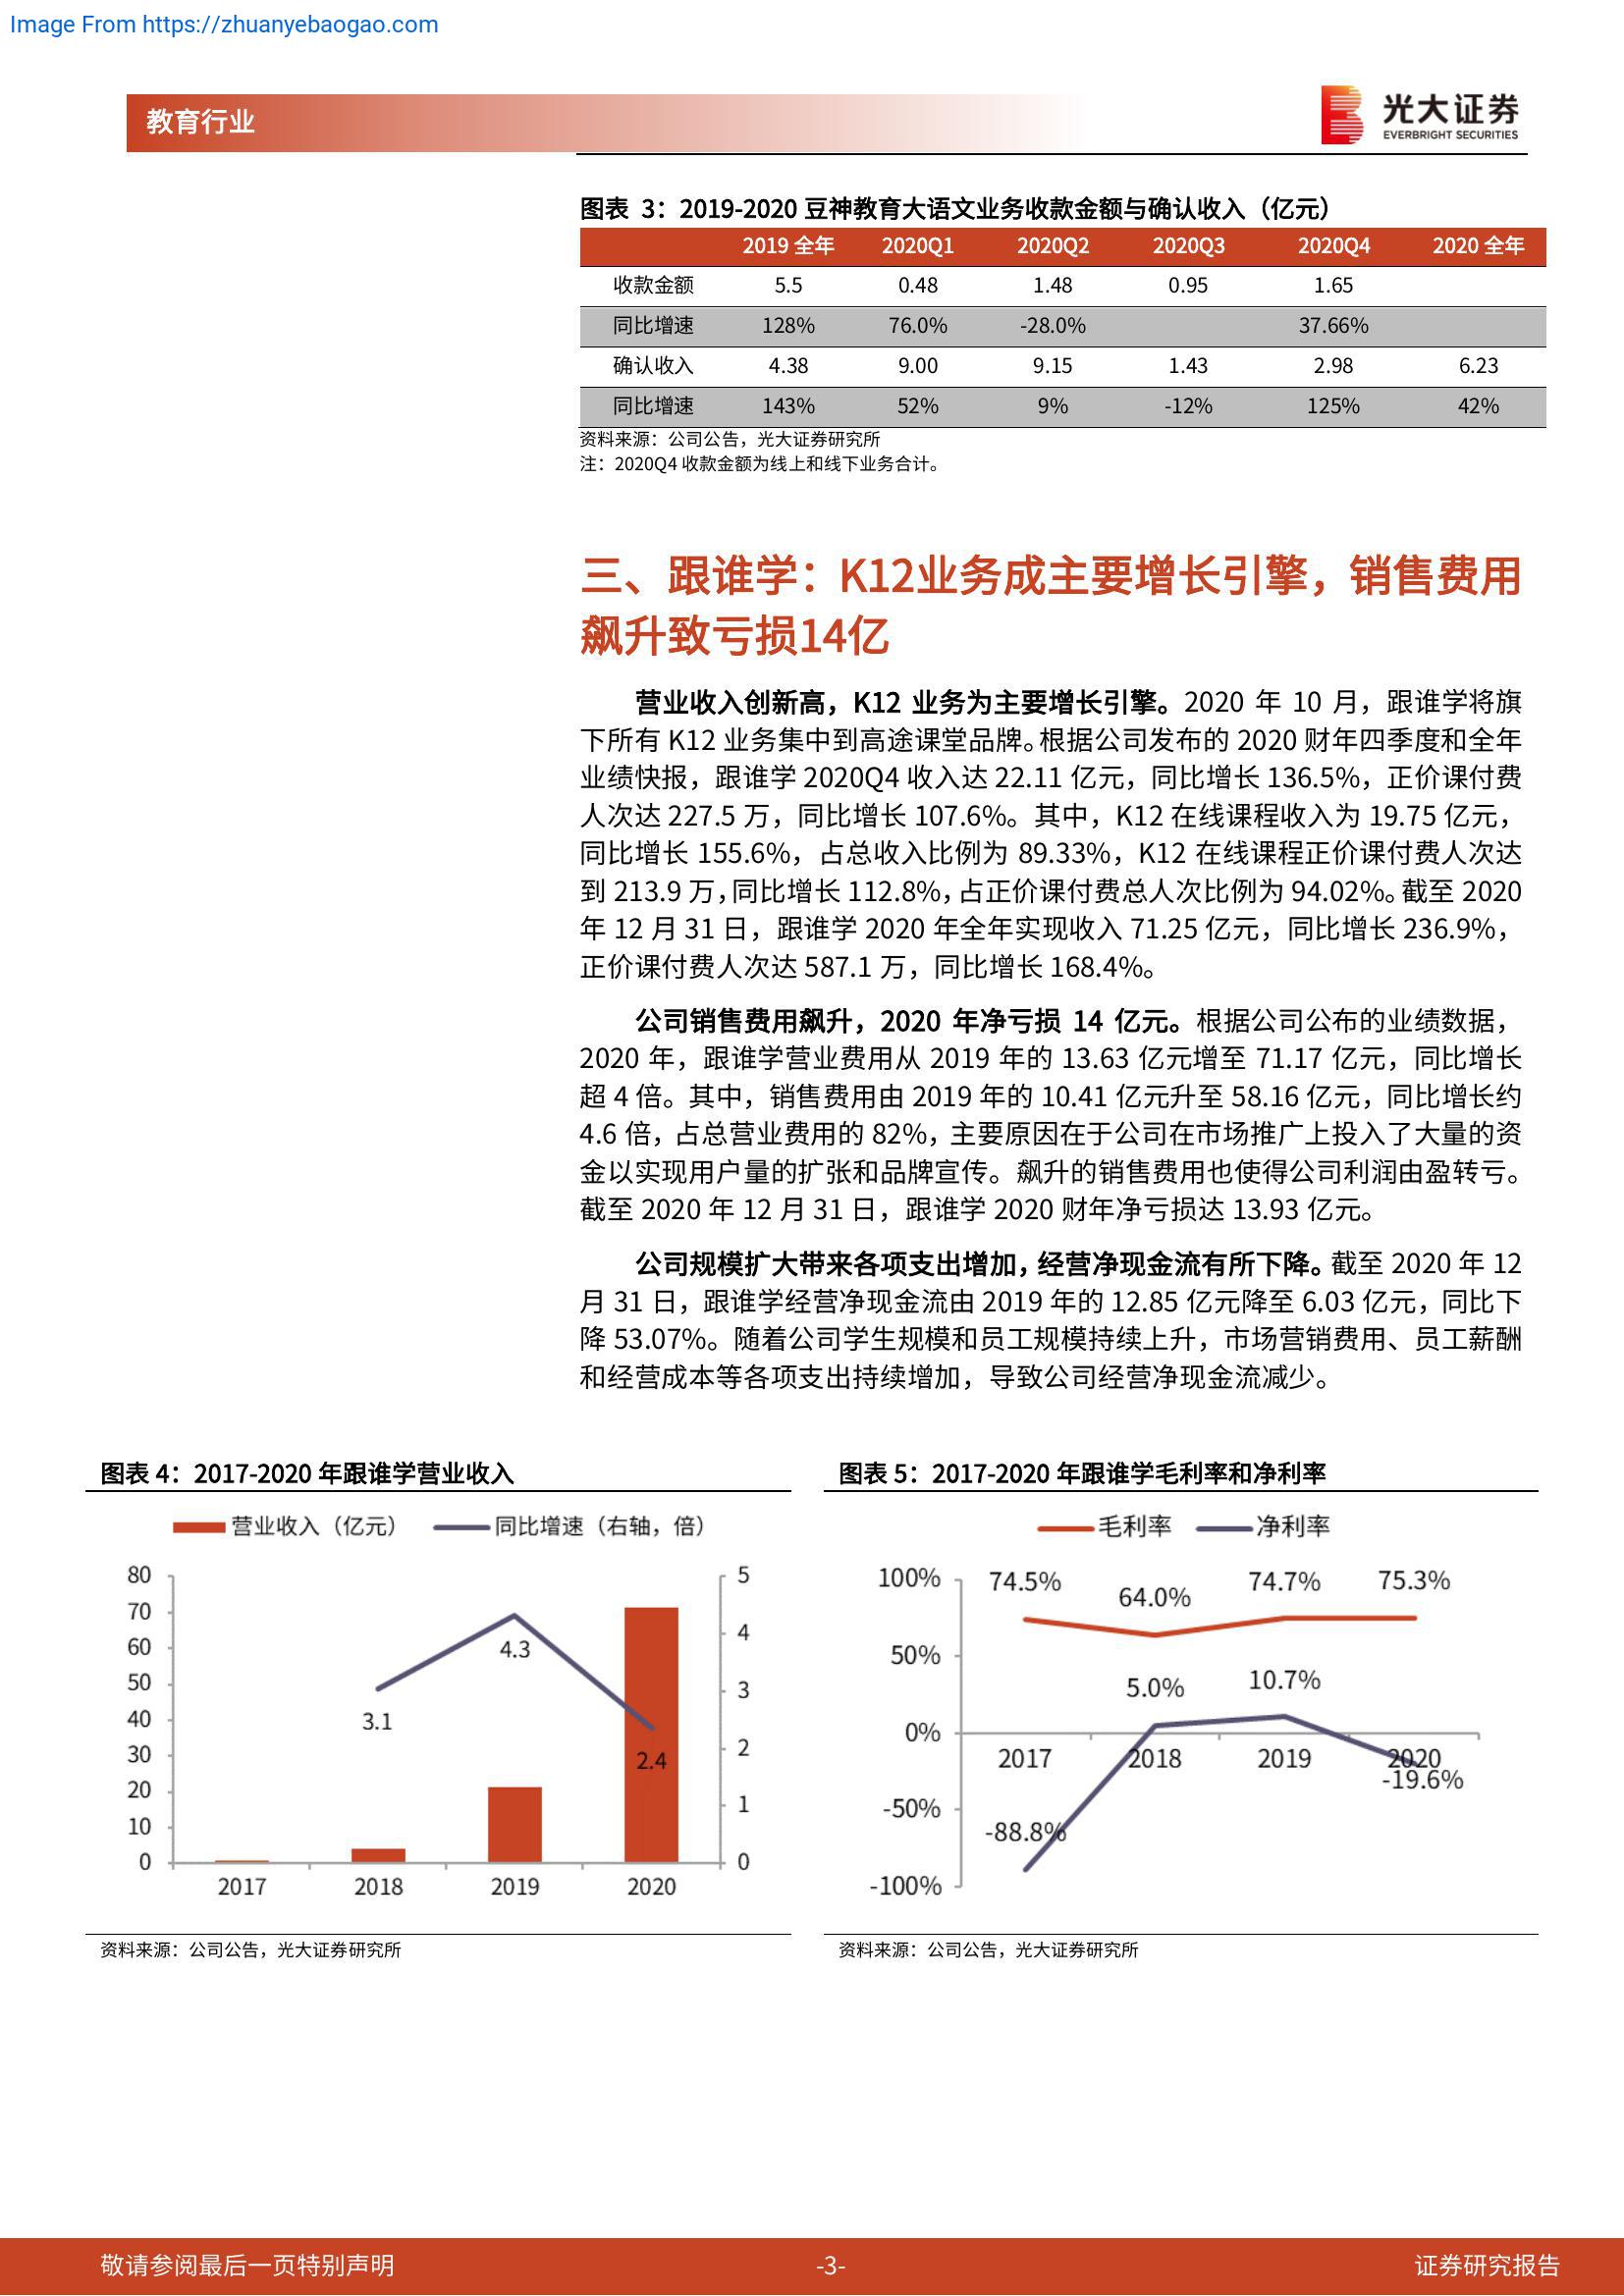 Image From https://zhuanyebaogao.com
教育行业
光大证券
EVERBRIGHT SECURITIES
图表 3：2019-2020 豆神教育大语文业务收款金额与确认收入（亿元）
2019 全年 2020Q1 2020Q2 2020Q3 2020Q4 2020 全年
收款金额 5.5 0.48 1.48 0.95 1.65
同比增速 128% 76.0% -28.0% 37.66%
确认收入 4.38 9.00 9.15 1.43 2.98 6.23
同比增速 143% 52% 9% -12% 125% 42%
资料来源：公司公告，光大证券研究所
注：2020Q4 收款金额为线上和线下业务合计。
三、跟谁学：K12业务成主要增长引擎，销售费用
飙升致亏损14亿
营业收入创新高，K12 业务为主要增长引擎。2020 年 10 月，跟谁学将旗
下所有 K12 业务集中到高途课堂品牌。根据公司发布的 2020 财年四季度和全年
业绩快报，跟谁学 2020Q4 收入达 22.11 亿元，同比增长 136.5%，正价课付费
人次达 227.5 万，同比增长 107.6%。其中，K12 在线课程收入为 19.75 亿元，
同比增长 155.6%，占总收入比例为 89.33%，K12 在线课程正价课付费人次达
到 213.9 万，同比增长 112.8%，占正价课付费总人次比例为 94.02%。截至 2020
年 12 月 31 日，跟谁学 2020 年全年实现收入 71.25 亿元，同比增长 236.9%，
正价课付费人次达 587.1 万，同比增长 168.4%。
公司销售费用飙升，2020 年净亏损 14 亿元。根据公司公布的业绩数据，
2020 年，跟谁学营业费用从 2019 年的 13.63 亿元增至 71.17 亿元，同比增长
超 4 倍。其中，销售费用由 2019 年的 10.41 亿元升至 58.16 亿元，同比增长约
4.6 倍，占总营业费用的 82%，主要原因在于公司在市场推广上投入了大量的资
金以实现用户量的扩张和品牌宣传。飙升的销售费用也使得公司利润由盈转亏。
截至 2020 年 12 月 31 日，跟谁学 2020 财年净亏损达 13.93 亿元。
公司规模扩大带来各项支出增加，经营净现金流有所下降。截至 2020 年 12
月 31 日，跟谁学经营净现金流由 2019 年的 12.85 亿元降至 6.03 亿元，同比下
降 53.07%。随着公司学生规模和员工规模持续上升，市场营销费用、员工薪酬
和经营成本等各项支出持续增加，导致公司经营净现金流减少。
图表 4：2017-2020 年跟谁学营业收入
营业收入（亿元） 同比增速（右轴，倍）
80 5
70
60 4
50 3
40
30 2
20 1
10
0 0
3.1 4.3 2.4
2017 2018 2019 2020
资料来源：公司公告，光大证券研究所
图表 5：2017-2020 年跟谁学毛利率和净利率
毛利率 净利率
100% 74.5% 64.0% 74.7% 75.3%
50%
5.0% 10.7%
0%
2017 2018 2019 2020
-19.6%
-50%
-88.8%
-100%
资料来源：公司公告，光大证券研究所
敬请参阅最后一页特别声明 -3- 证券研究报告